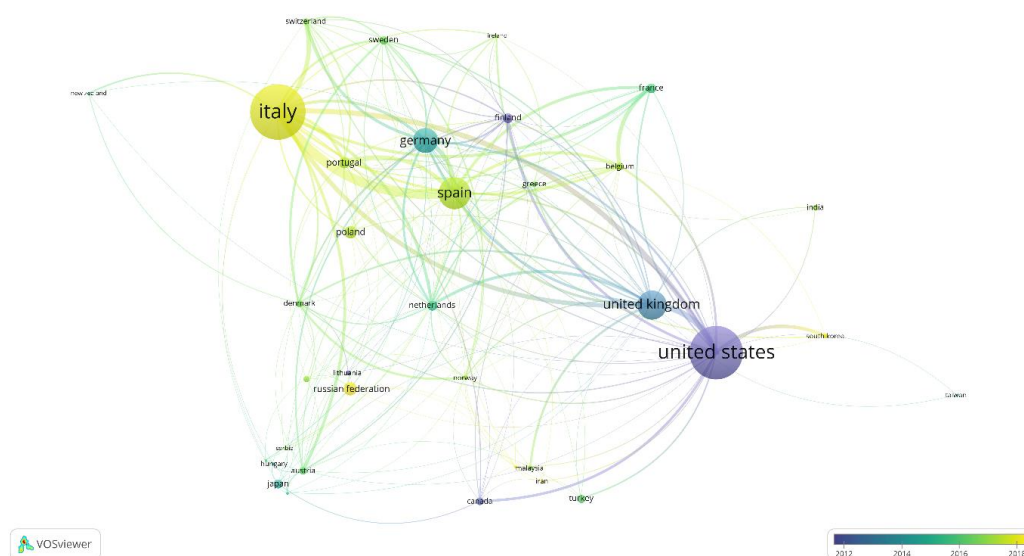 switzerland
sweden
ireland
new zealand
france
italy
finland
germany
portugal
belgium
greece
spain
india
poland
denmark
netherlands
united kingdom
south korea
united states
lithuania
norway
russian federation
taiwan
serbia
hungary
austria
malaysia
japan
iran
canada
turkey
VOSviewer
2012
2014
2016
2018